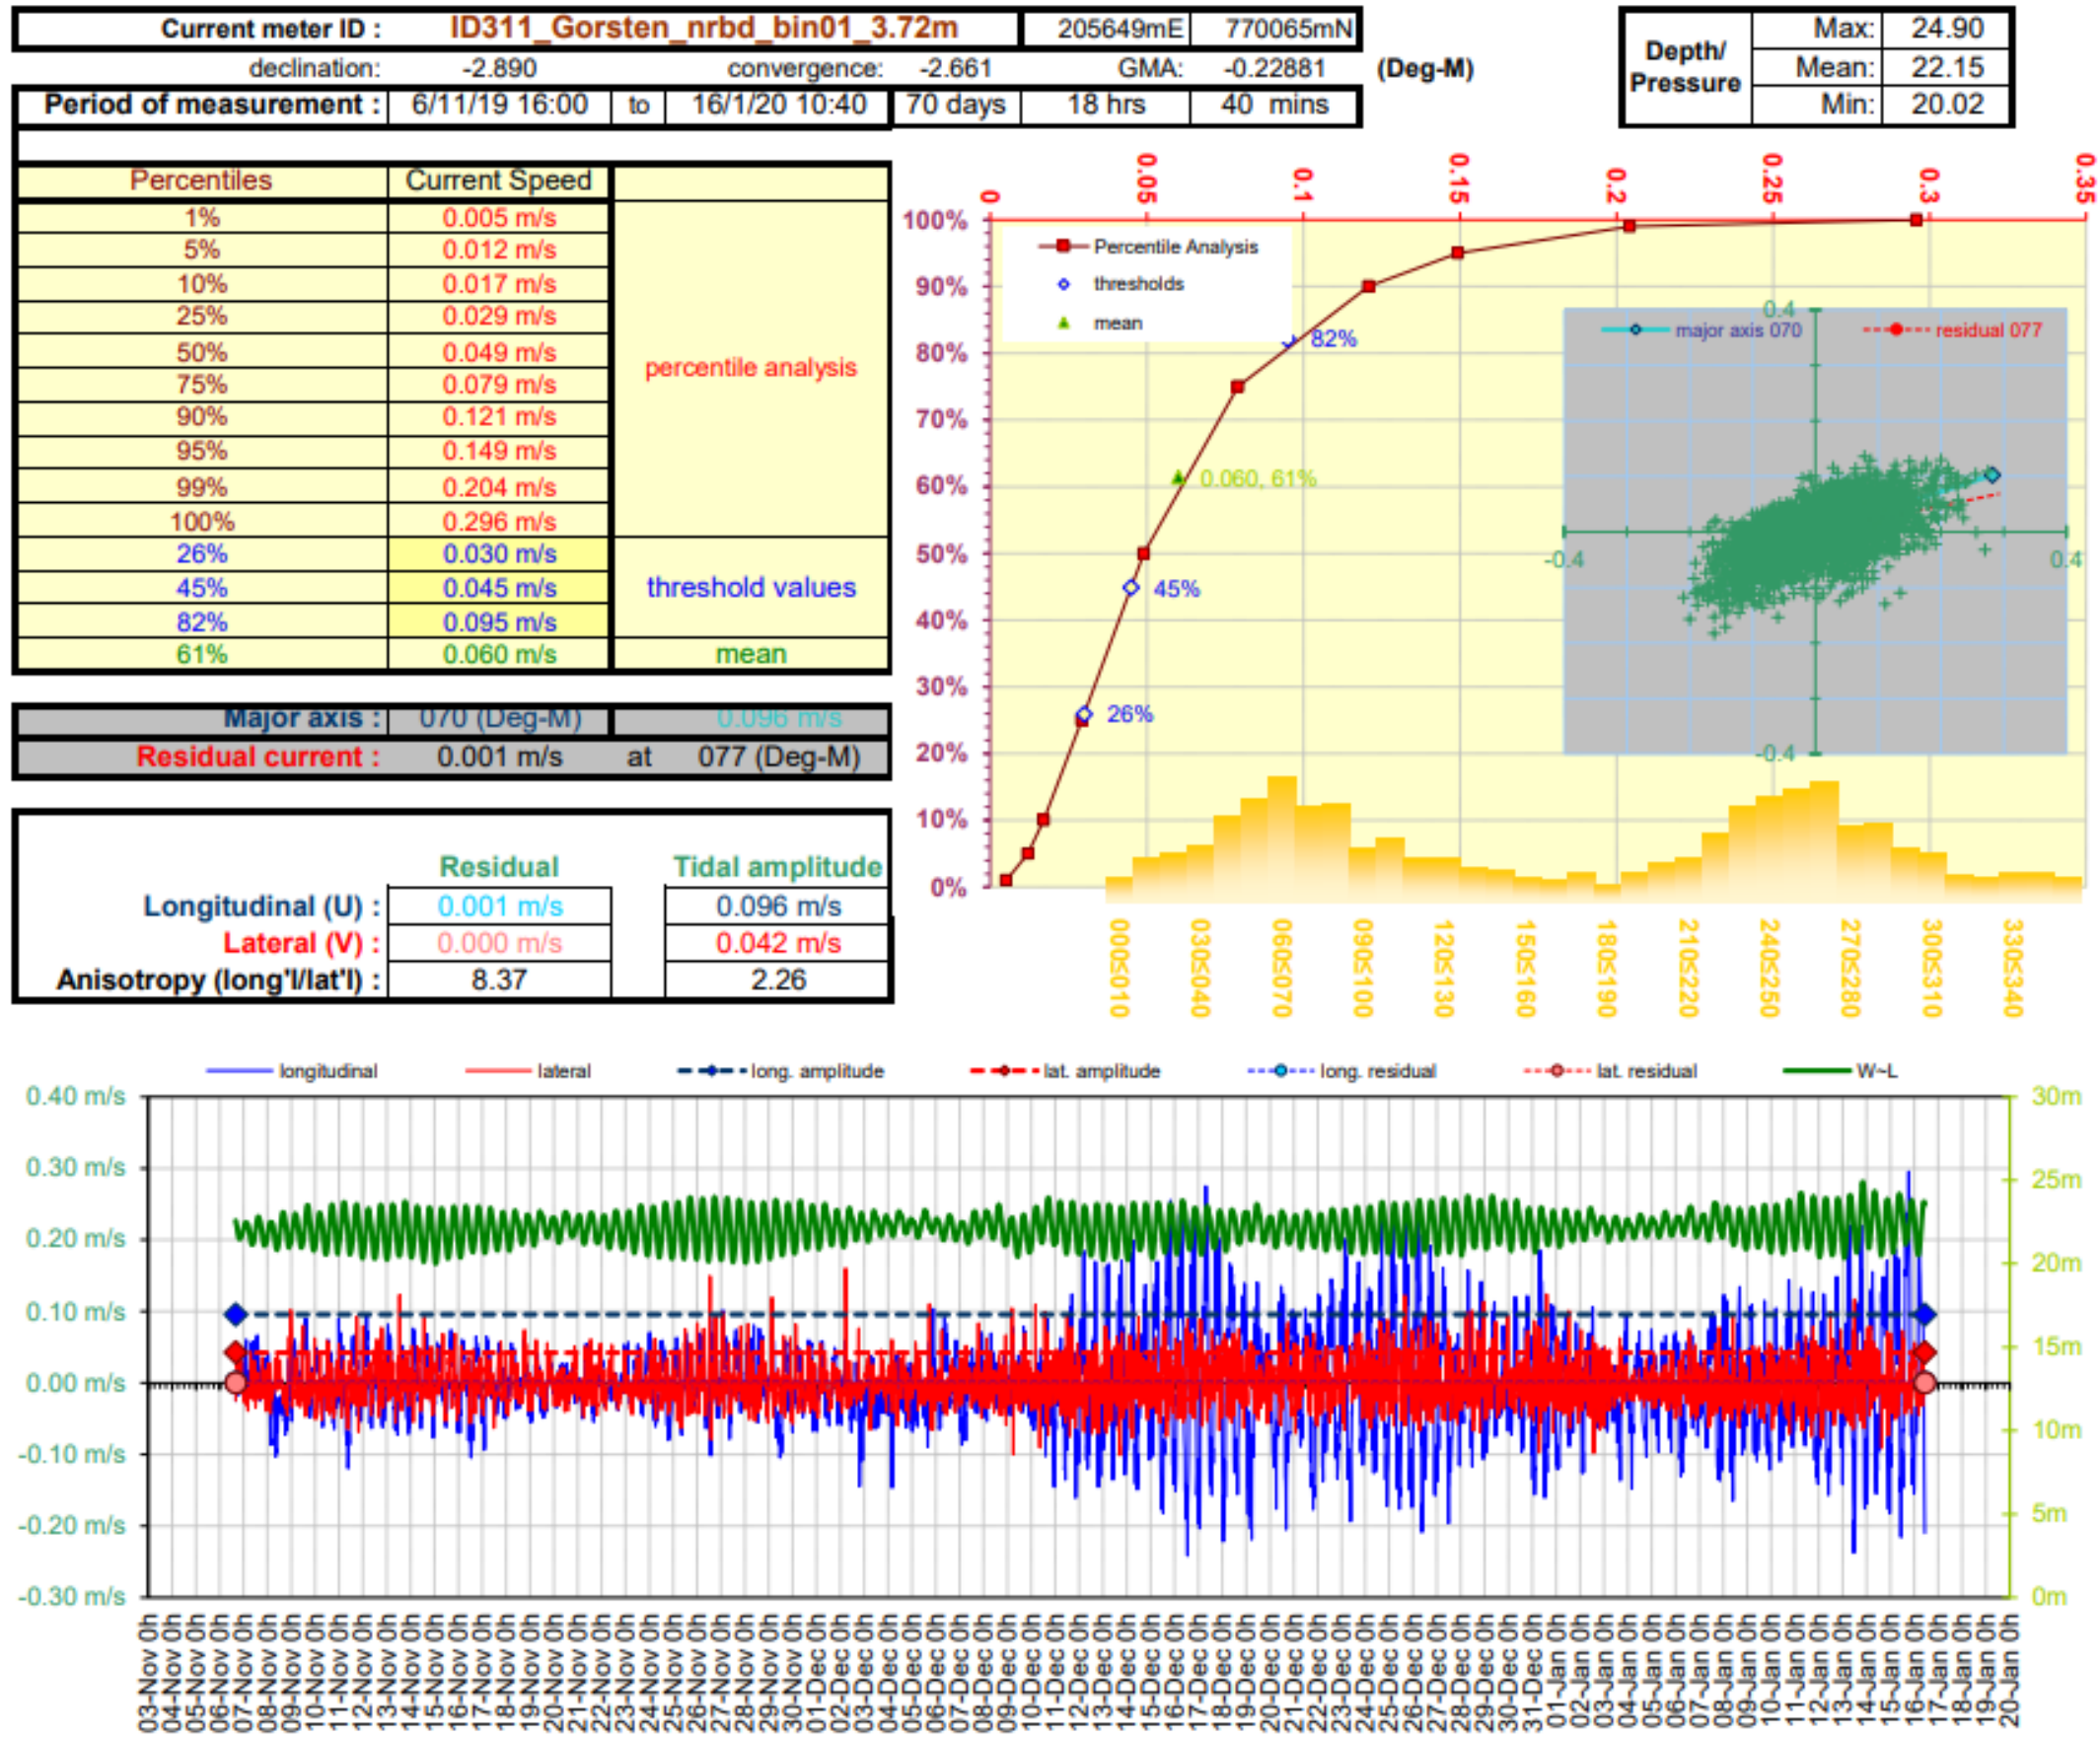 Current meter ID : ID311_Gorsten_nrbd_bin01_3.72m 205649mE 770065mN
declination: -2.890 convergence: -2.661 GMA: -0.22881 (Deg-M)
Period of measurement : 6/11/19 16:00 to 16/1/20 10:40 70 days 18 hrs 40 mins
Depth/ Pressure
Max: 24.90
Mean: 22.15
Min: 20.02
Percentiles Current Speed
1% 0.005 m/s
5% 0.012 m/s
10% 0.017 m/s
25% 0.029 m/s
50% 0.049 m/s
75% 0.079 m/s
90% 0.121 m/s
95% 0.149 m/s
99% 0.204 m/s
100% 0.296 m/s
percentile analysis
26% 0.030 m/s
45% 0.045 m/s
82% 0.095 m/s
threshold values
61% 0.060 m/s mean
Major axis : 070 (Deg-M) 0.096 m/s
Residual current : 0.001 m/s at 077 (Deg-M)
Residual Tidal amplitude
Longitudinal (U) : 0.001 m/s 0.096 m/s
Lateral (V) : 0.000 m/s 0.042 m/s
Anisotropy (long'l/lat'l) : 8.37 2.26
0 0.05 0.1 0.15 0.2 0.25 0.3 0.35
100%
90%
80%
70%
60%
50%
40%
30%
20%
10%
0%
Percentile Analysis
thresholds
mean
82%
0.060, 61%
45%
26%
0.4
major axis 070 residual 077
-0.4 0.4
-0.4
000≤010 030≤040 060≤070 090≤100 120≤130 150≤160 180≤190 210≤220 240≤250 270≤280 300≤310 330≤340
longitudinal lateral long. amplitude lat. amplitude long. residual lat. residual W~L
0.40 m/s
0.30 m/s
0.20 m/s
0.10 m/s
0.00 m/s
-0.10 m/s
-0.20 m/s
-0.30 m/s
30m
25m
20m
15m
10m
5m
0m
03-Nov 0h
04-Nov 0h
05-Nov 0h
06-Nov 0h
07-Nov 0h
08-Nov 0h
09-Nov 0h
10-Nov 0h
11-Nov 0h
12-Nov 0h
13-Nov 0h
14-Nov 0h
15-Nov 0h
16-Nov 0h
17-Nov 0h
18-Nov 0h
19-Nov 0h
20-Nov 0h
21-Nov 0h
22-Nov 0h
23-Nov 0h
24-Nov 0h
25-Nov 0h
26-Nov 0h
27-Nov 0h
28-Nov 0h
29-Nov 0h
30-Nov 0h
01-Dec 0h
02-Dec 0h
03-Dec 0h
04-Dec 0h
05-Dec 0h
06-Dec 0h
07-Dec 0h
08-Dec 0h
09-Dec 0h
10-Dec 0h
11-Dec 0h
12-Dec 0h
13-Dec 0h
14-Dec 0h
15-Dec 0h
16-Dec 0h
17-Dec 0h
18-Dec 0h
19-Dec 0h
20-Dec 0h
21-Dec 0h
22-Dec 0h
23-Dec 0h
24-Dec 0h
25-Dec 0h
26-Dec 0h
27-Dec 0h
28-Dec 0h
29-Dec 0h
30-Dec 0h
31-Dec 0h
01-Jan 0h
02-Jan 0h
03-Jan 0h
04-Jan 0h
05-Jan 0h
06-Jan 0h
07-Jan 0h
08-Jan 0h
09-Jan 0h
10-Jan 0h
11-Jan 0h
12-Jan 0h
13-Jan 0h
14-Jan 0h
15-Jan 0h
16-Jan 0h
17-Jan 0h
18-Jan 0h
19-Jan 0h
20-Jan 0h